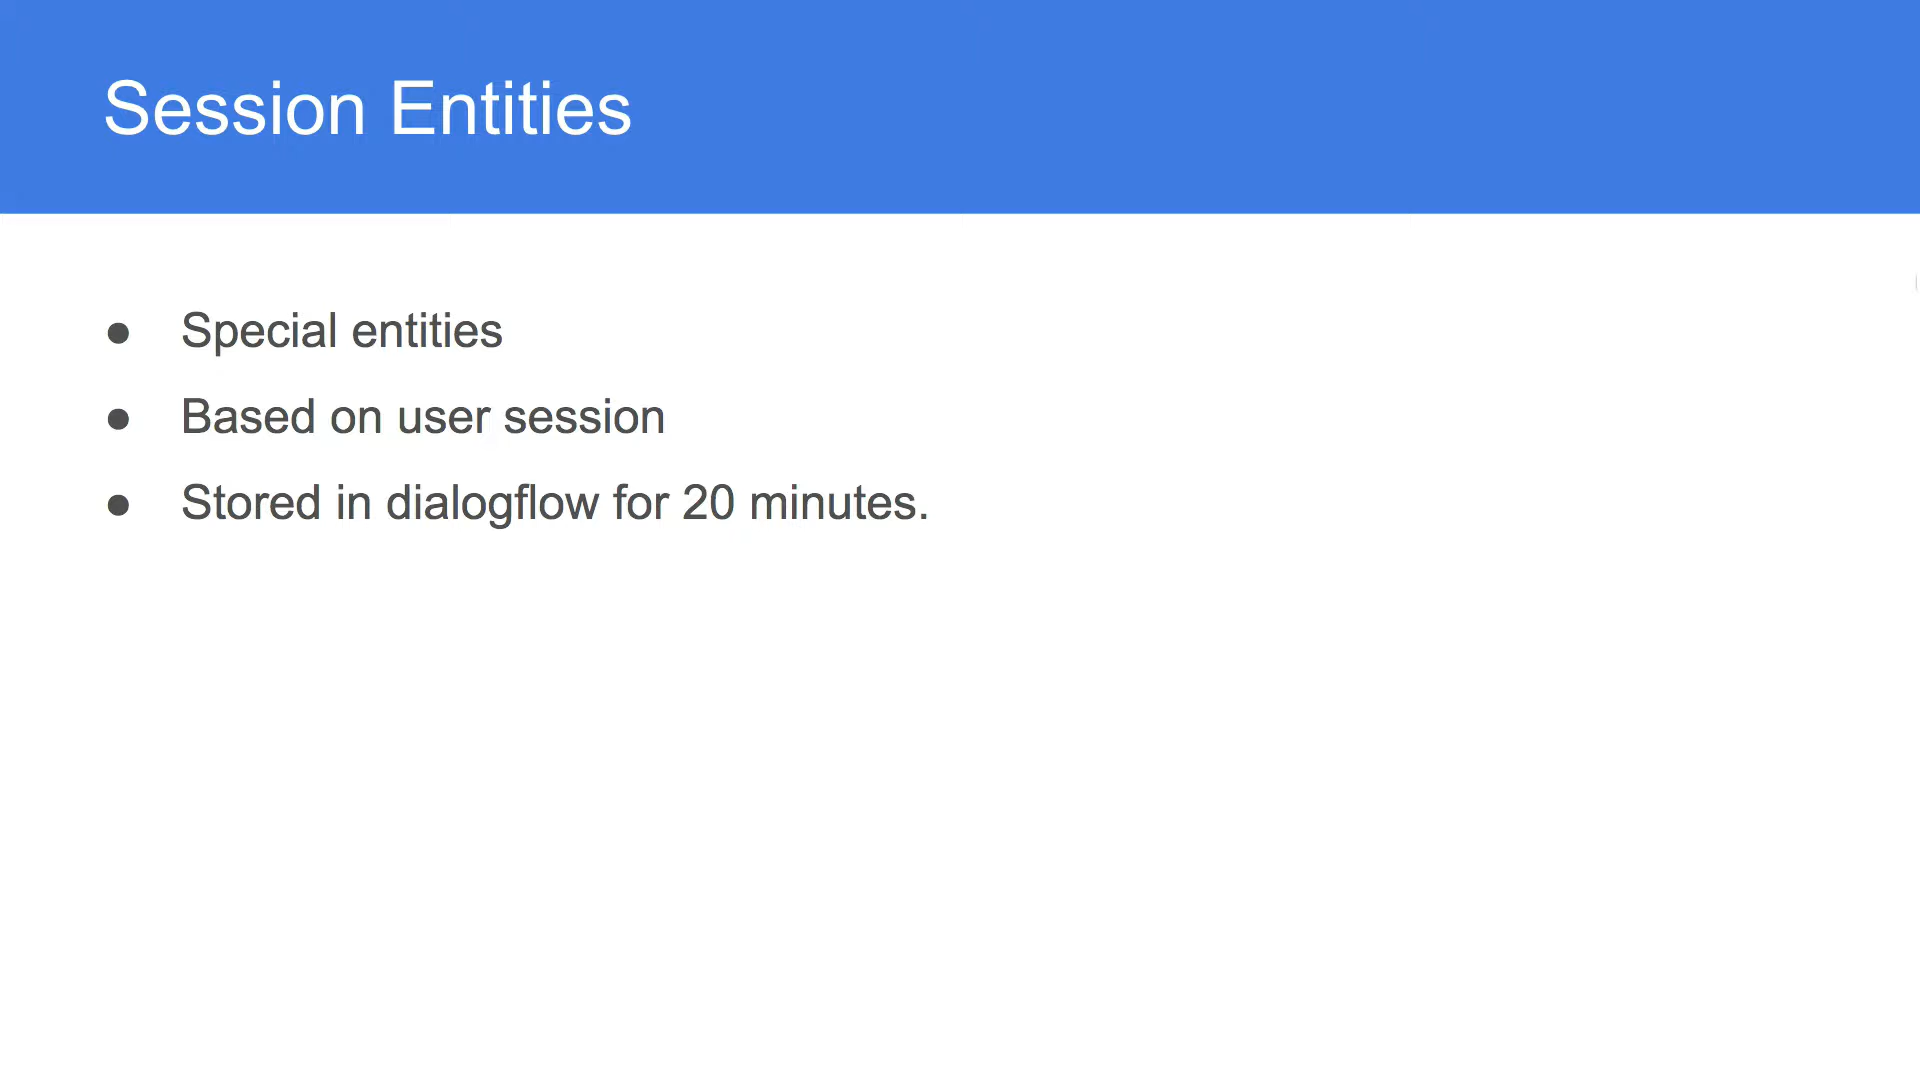 Session Entities
● Special entities
● Based on user session
● Stored in dialogflow for 20 minutes.